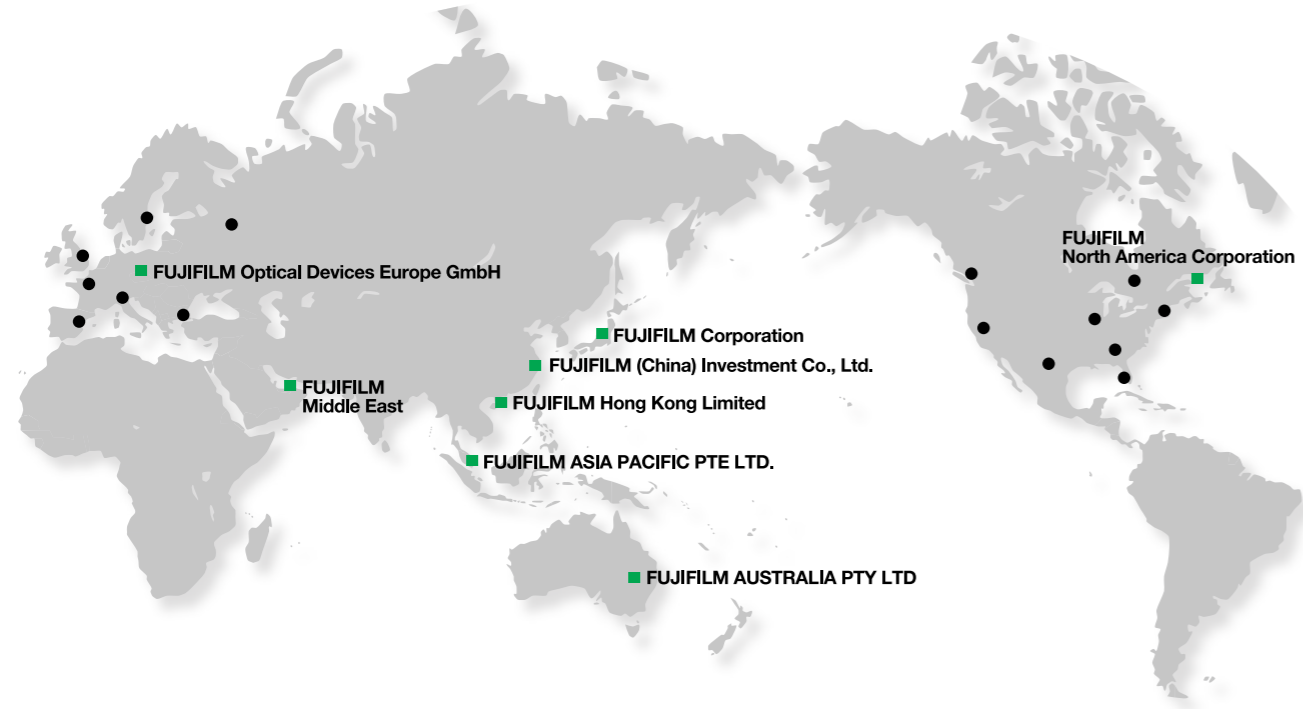 FUJIFILM
North America Corporation
FUJIFILM Optical Devices Europe GmbH
FUJIFILM Corporation
FUJIFILM (China) Investment Co., Ltd.
FUJIFILM
Middle East
FUJIFILM Hong Kong Limited
FUJIFILM ASIA PACIFIC PTE LTD.
FUJIFILM AUSTRALIA PTY LTD